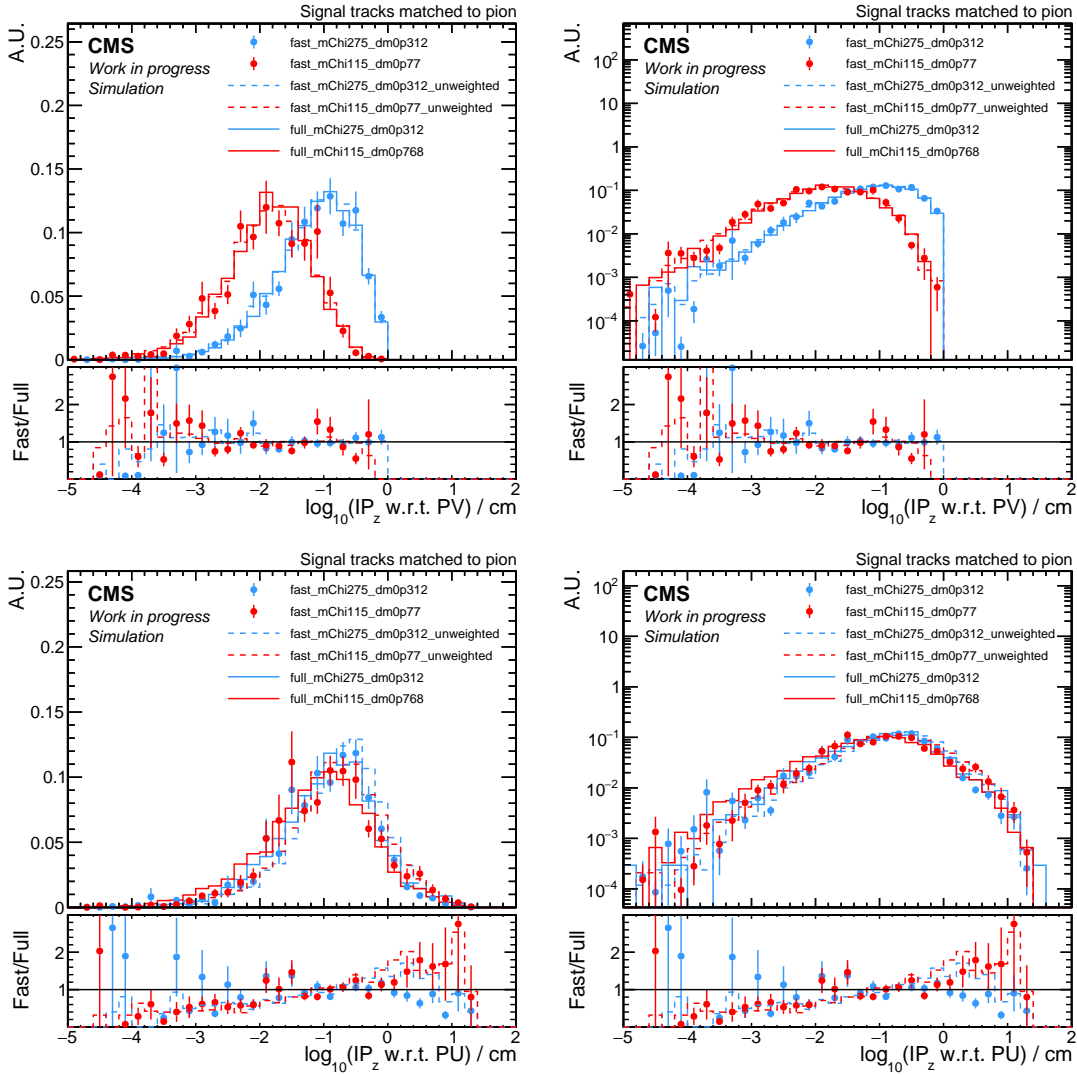 Signal tracks matched to pion
A.U.
0.25
0.2
0.15
0.1
0.05
0
CMS
Work in progress
Simulation
fast_mChi275_dm0p312
fast_mChi115_dm0p77
fast_mChi275_dm0p312_unweighted
fast_mChi115_dm0p77_unweighted
full_mChi275_dm0p312
full_mChi115_dm0p768
Fast/Full
2
1
−5 −4 −3 −2 −1 0 1 2
log10(IPz w.r.t. PV) / cm
Signal tracks matched to pion
A.U.
10^2
10
1
10^−1
10^−2
10^−3
10^−4
CMS
Work in progress
Simulation
fast_mChi275_dm0p312
fast_mChi115_dm0p77
fast_mChi275_dm0p312_unweighted
fast_mChi115_dm0p77_unweighted
full_mChi275_dm0p312
full_mChi115_dm0p768
Fast/Full
2
1
−5 −4 −3 −2 −1 0 1 2
log10(IPz w.r.t. PV) / cm
Signal tracks matched to pion
A.U.
0.25
0.2
0.15
0.1
0.05
0
CMS
Work in progress
Simulation
fast_mChi275_dm0p312
fast_mChi115_dm0p77
fast_mChi275_dm0p312_unweighted
fast_mChi115_dm0p77_unweighted
full_mChi275_dm0p312
full_mChi115_dm0p768
Fast/Full
2
1
−5 −4 −3 −2 −1 0 1 2
log10(IPz w.r.t. PU) / cm
Signal tracks matched to pion
A.U.
10^2
10
1
10^−1
10^−2
10^−3
10^−4
CMS
Work in progress
Simulation
fast_mChi275_dm0p312
fast_mChi115_dm0p77
fast_mChi275_dm0p312_unweighted
fast_mChi115_dm0p77_unweighted
full_mChi275_dm0p312
full_mChi115_dm0p768
Fast/Full
2
1
−5 −4 −3 −2 −1 0 1 2
log10(IPz w.r.t. PU) / cm